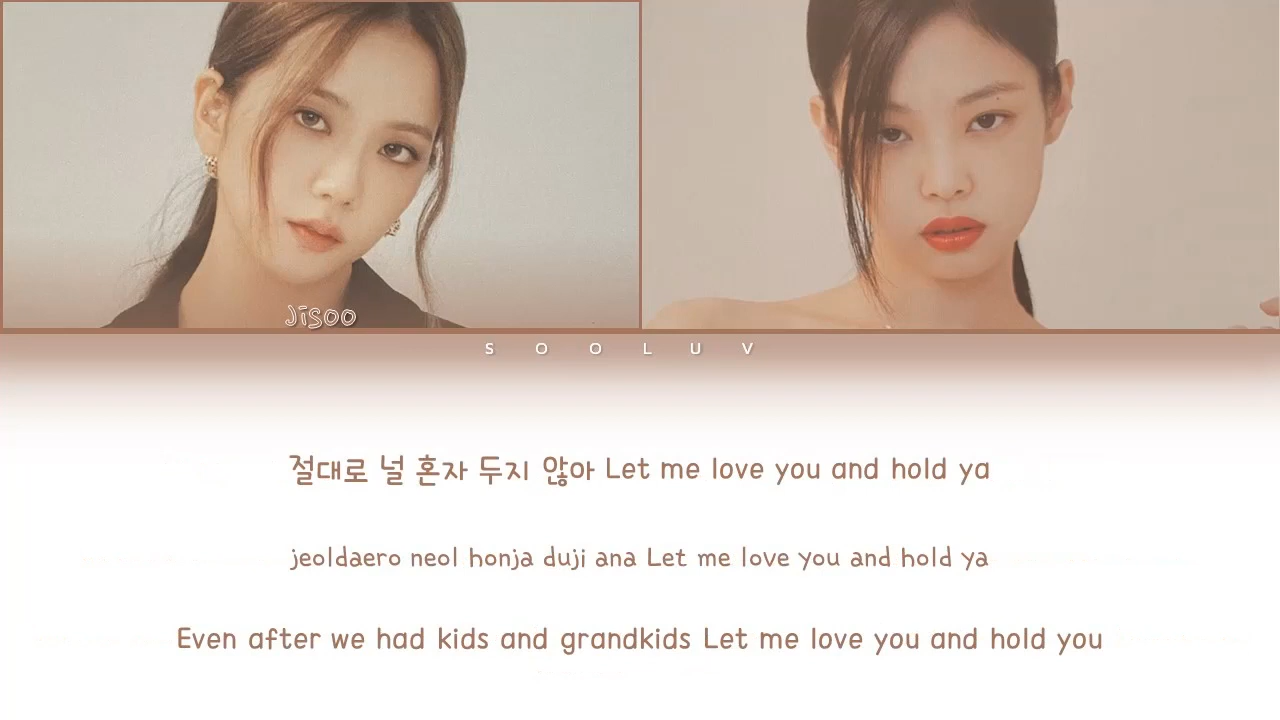 Jisoo
S O O L U V
절대로 널 혼자 두지 않아 Let me love you and hold ya
jeoldaero neol honja duji ana Let me love you and hold ya
Even after we had kids and grandkids Let me love you and hold you